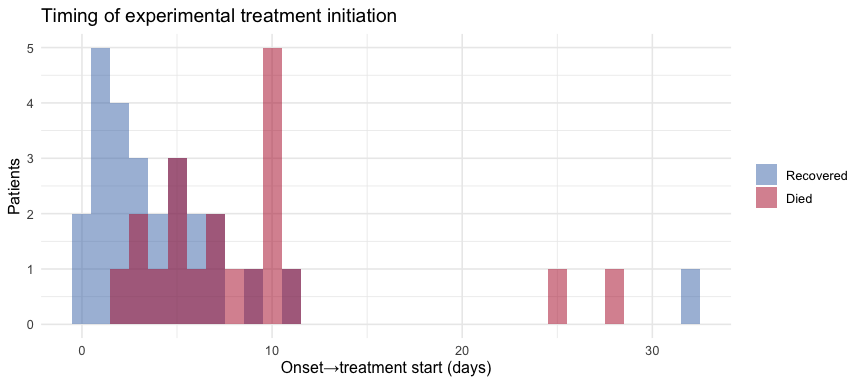 Timing of experimental treatment initiation
5
4
3
2
1
0
Patients
0
10
20
30
Onset→treatment start (days)
Recovered
Died